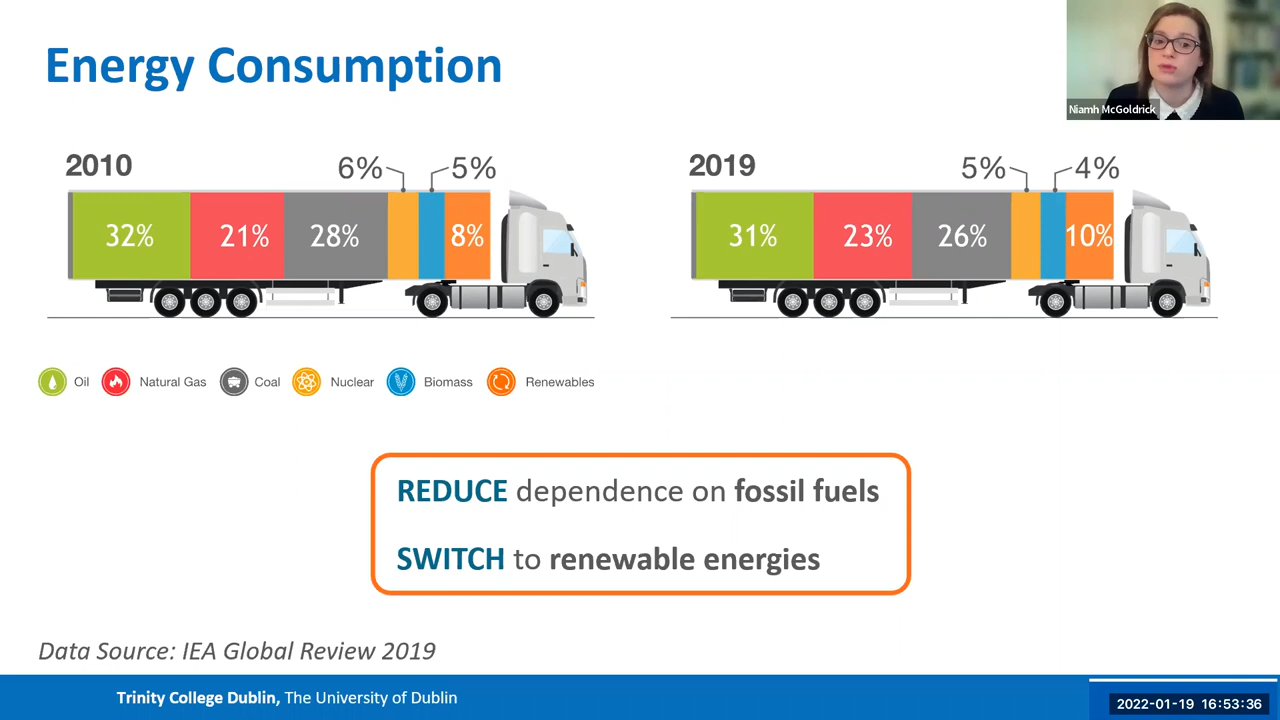 Energy Consumption
Niamh McGoldrick
2010
6%
5%
32%
21%
28%
8%
2019
5%
4%
31%
23%
26%
10%
Oil
Natural Gas
Coal
Nuclear
Biomass
Renewables
REDUCE dependence on fossil fuels
SWITCH to renewable energies
Data Source: IEA Global Review 2019
Trinity College Dublin, The University of Dublin
2022-01-19 16:53:36